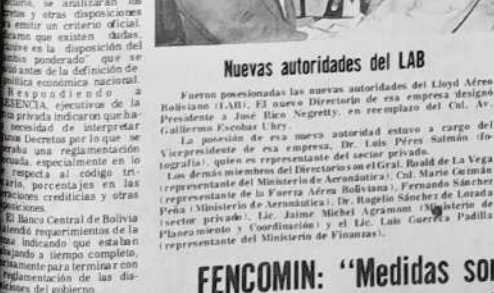 se analizarán los
y otras disposiciones
emitir un criterio oficial.
que existen dudas,
es la disposición del
ponderado" que se
antes de la definición de
política económica nacional.
Respondiendo a
ejecutivos de la
privada indicaron que ha-
necesidad de interpretar
Decretos por lo que se
una reglamentación
especialmente en lo
respecta al código tri-
porcentajes en las
crediticias y otras
El Banco Central de Bolivia
requerimientos de la
indicando que estaban
a tiempo completo,
para terminar con
reglamentación de las dis-
del gobierno.
Nuevas autoridades del LAB
Fueron posesionadas las nuevas autoridades del Lloyd Aéreo
Boliviano (LAB). El nuevo Directorio de esa empresa designó
Presidente a José Rico Negretty, en reemplazo del Cnl. Av.
Guillermo Escobar Uhry.
La posesión de esa nueva autoridad estuvo a cargo del
Vicepresidente de esa empresa, Dr. Luis Péres Salmón (fo-
tografía), quien es representante del sector privado.
Los demás miembros del Directorio son el Gral. Roald de La Vega
(representante del Ministerio de Aeronáutica); Cnl. Mario Guzmán
(representante de la Fuerza Aérea Boliviana), Fernando Sánchez
Peña (Ministerio de Aeronáutica), Dr. Rogelio Sánchez de Lozada
(sector privado), Lic. Jaime Michel Agramont (Ministerio de
Planeamiento y Coordinación) y el Lic. Luis Guereca Padilla
(representante del Ministerio de Finanzas).
FENCOMIN: "Medidas